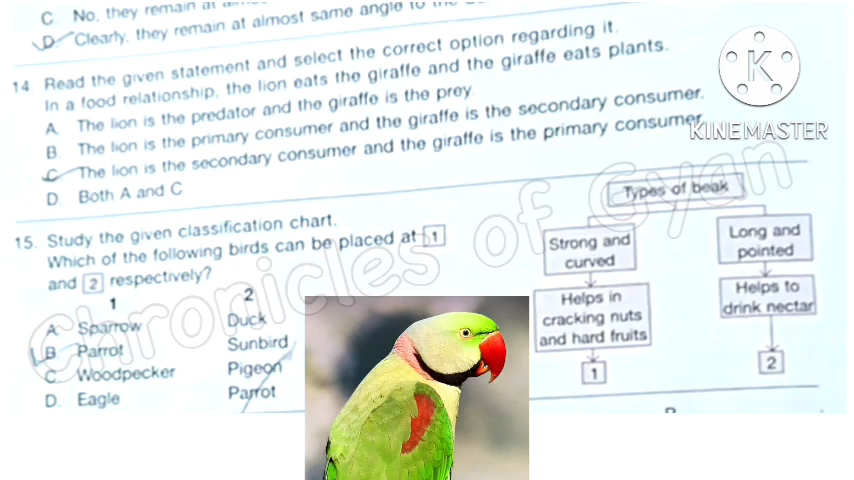 C. No, they remain at
D. Clearly, they remain at almost same angle to the
14. Read the given statement and select the correct option regarding it.
In a food relationship, the lion eats the giraffe and the giraffe eats plants.
A. The lion is the predator and the giraffe is the prey.
B. The lion is the primary consumer and the giraffe is the secondary consumer.
C. The lion is the secondary consumer and the giraffe is the primary consumer.
D. Both A and C
K
KINEMASTER
15. Study the given classification chart.
Which of the following birds can be placed at 1
and 2 respectively?
1 2
A. Sparrow Duck
B. Parrot Sunbird
C. Woodpecker Pigeon
D. Eagle Parrot
Types of beak
Strong and
curved
Long and
pointed
Helps in
cracking nuts
and hard fruits
Helps to
drink nectar
1
2
Chronicles of Gyan